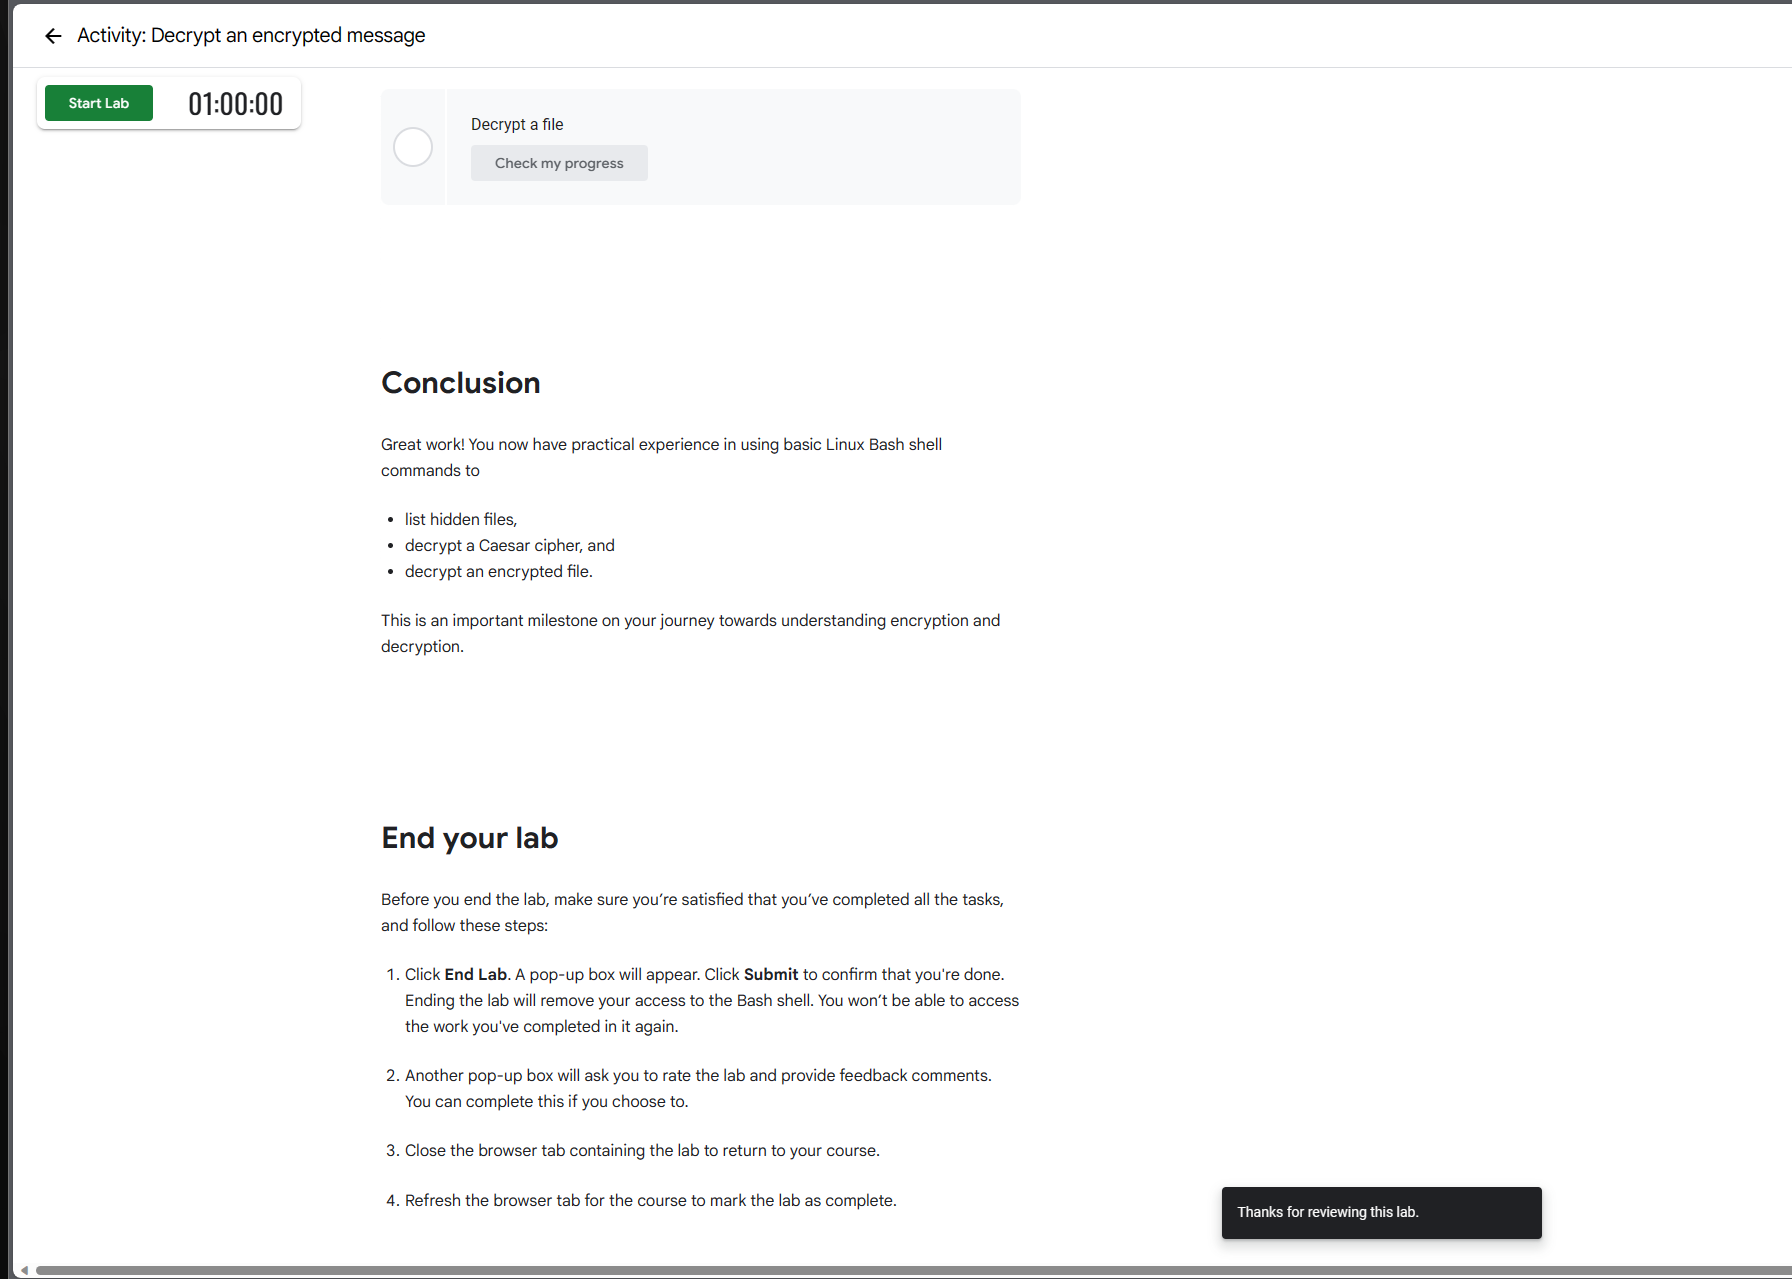 Activity: Decrypt an encrypted message
Start Lab
01:00:00
Decrypt a file
Check my progress
Conclusion
Great work! You now have practical experience in using basic Linux Bash shell
commands to
• list hidden files,
• decrypt a Caesar cipher, and
• decrypt an encrypted file.
This is an important milestone on your journey towards understanding encryption and
decryption.
End your lab
Before you end the lab, make sure you’re satisfied that you’ve completed all the tasks,
and follow these steps:
1. Click End Lab. A pop-up box will appear. Click Submit to confirm that you're done.
Ending the lab will remove your access to the Bash shell. You won’t be able to access
the work you've completed in it again.
2. Another pop-up box will ask you to rate the lab and provide feedback comments.
You can complete this if you choose to.
3. Close the browser tab containing the lab to return to your course.
4. Refresh the browser tab for the course to mark the lab as complete.
Thanks for reviewing this lab.